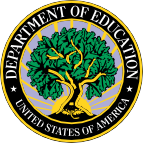 DEPARTMENT OF EDUCATION
UNITED STATES OF AMERICA